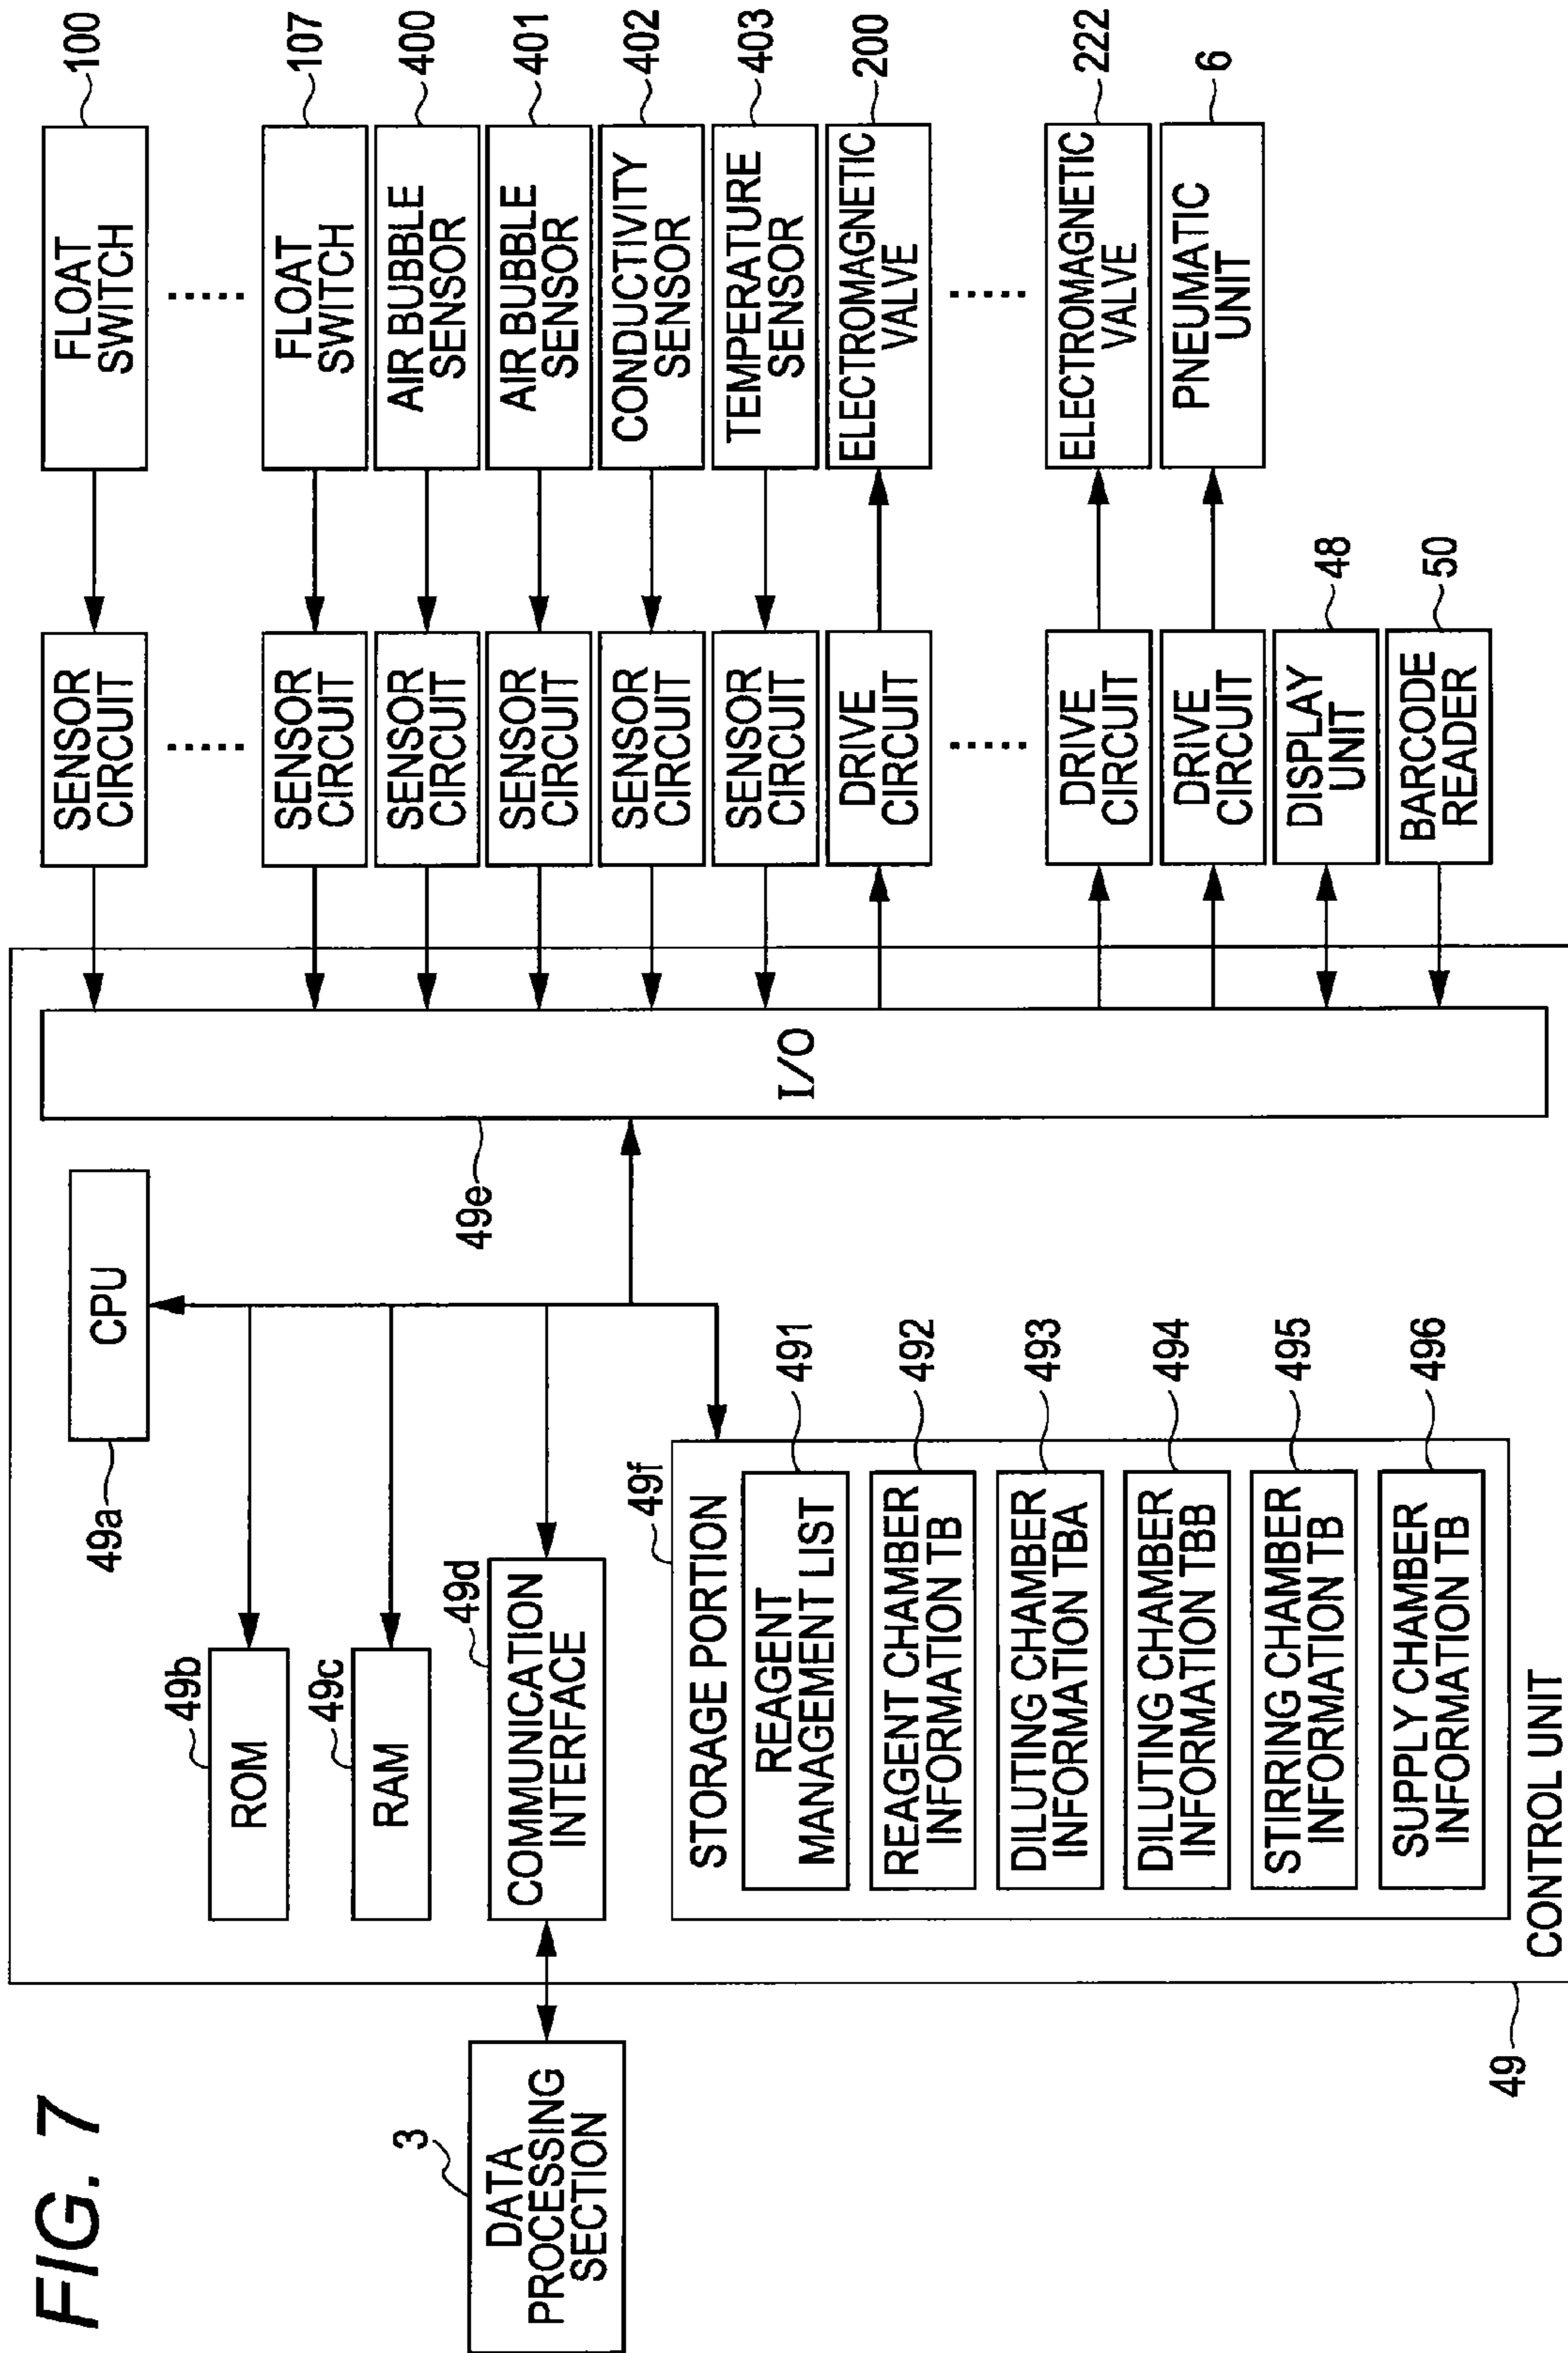 FIG. 7
3
DATA
PROCESSING
SECTION
49
CONTROL UNIT
CPU
49a
49b
ROM
49c
RAM
49d
COMMUNICATION
INTERFACE
49e
I/O
49f
STORAGE PORTION
REAGENT
MANAGEMENT LIST
491
REAGENT CHAMBER
INFORMATION TB
492
DILUTING CHAMBER
INFORMATION TBA
493
DILUTING CHAMBER
INFORMATION TBB
494
STIRRING CHAMBER
INFORMATION TB
495
SUPPLY CHAMBER
INFORMATION TB
496
SENSOR
CIRCUIT
FLOAT
SWITCH
100
.....
.....
SENSOR
CIRCUIT
FLOAT
SWITCH
107
SENSOR
CIRCUIT
AIR BUBBLE
SENSOR
400
SENSOR
CIRCUIT
AIR BUBBLE
SENSOR
401
SENSOR
CIRCUIT
CONDUCTIVITY
SENSOR
402
SENSOR
CIRCUIT
TEMPERATURE
SENSOR
403
DRIVE
CIRCUIT
ELECTROMAGNETIC
VALVE
200
.....
.....
DRIVE
CIRCUIT
ELECTROMAGNETIC
VALVE
222
DRIVE
CIRCUIT
PNEUMATIC
UNIT
6
DISPLAY
UNIT
48
BARCODE
READER
50